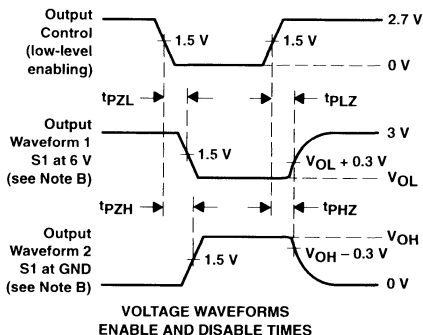 Output
Control
(low-level
enabling)
2.7 V
1.5 V
1.5 V
0 V
tPZL
tPLZ
Output
Waveform 1
S1 at 6 V
(see Note B)
3 V
1.5 V
VOL + 0.3 V
VOL
tPZH
tPHZ
Output
Waveform 2
S1 at GND
(see Note B)
VOH
1.5 V
VOH − 0.3 V
0 V
VOLTAGE WAVEFORMS
ENABLE AND DISABLE TIMES